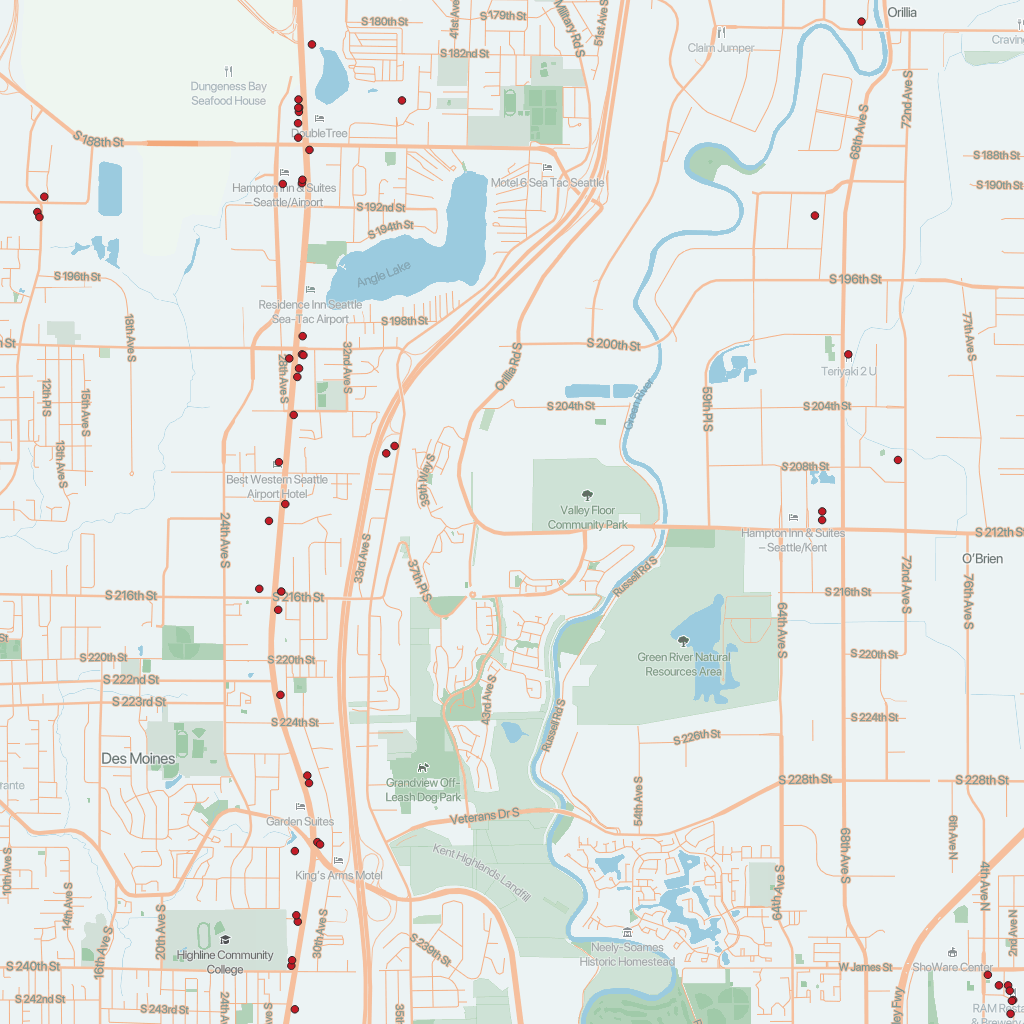 S 180th St
41st Ave S
S 179th St
Military Rd S
51st Ave S
Orillia
Claim Jumper
S 182nd St
Dungeness Bay
Seafood House
72nd Ave S
DoubleTree
S 188th St
68th Ave S
S 188th St
Motel 6 Sea Tac Seattle
S 190th St
Hampton Inn & Suites
– Seattle/Airport
S 192th St
S 194th St
Angle Lake
S 196th St
S 196th St
Residence Inn Seattle
Sea-Tac Airport
S 198th St
18th Ave S
77th Ave S
S 200th St
32nd Ave S
28th Ave S
Orillia Rd S
Teriyaki 2 U
12th Pl S
15th Ave S
Green River
59th Pl S
S 204th St
S 204th St
13th Ave S
36th Way S
S 208th St
Best Western Seattle
Airport Hotel
Valley Floor
Community Park
24th Ave S
Hampton Inn & Suites
– Seattle/Kent
S 212th St
33rd Ave S
O'Brien
37th Pl S
Russell Rd S
72nd Ave S
76th Ave S
S 216th St
S 216th St
S 216th St
64th Ave S
S 220th St
S 220th St
Green River Natural
Resources Area
S 220th St
S 222nd St
43rd Ave S
S 223rd St
Russell Rd S
S 224th St
S 224th St
S 226th St
Des Moines
Grandview Off-
Leash Dog Park
S 228th St
S 228th St
54th Ave S
Garden Suites
Veterans Dr S
6th Ave N
68th Ave S
Kent Highlands Landfill
King's Arms Motel
10th Ave S
14th Ave S
64th Ave S
4th Ave N
20th Ave S
30th Ave S
2nd Ave N
16th Ave S
Highline Community
College
S 239th St
Neely-Soames
Historic Homestead
S 240th St
W James St
ShoWare Center
S 242nd St
24th Ave S
S 243rd St
RAM Resta
& Brewery